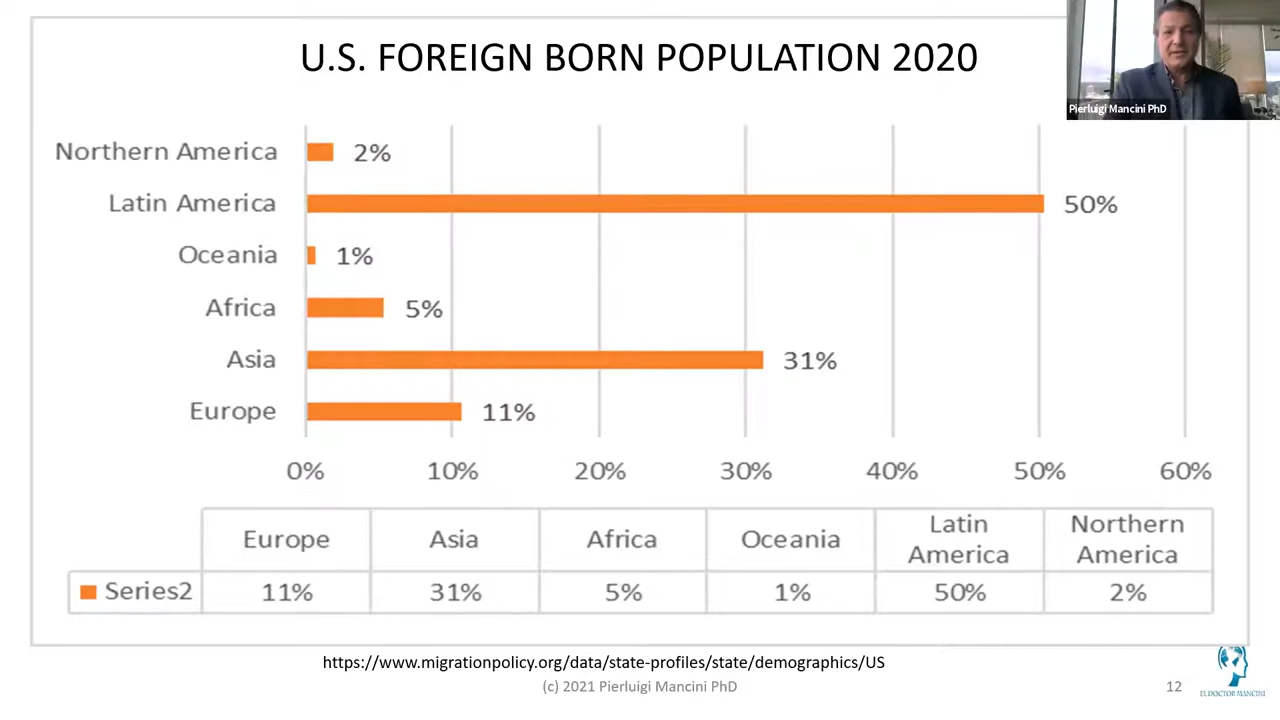 U.S. FOREIGN BORN POPULATION 2020
Pierluigi Mancini PhD
Northern America 2%
Latin America 50%
Oceania 1%
Africa 5%
Asia 31%
Europe 11%
0% 10% 20% 30% 40% 50% 60%
Europe Asia Africa Oceania Latin America Northern America
Series2 11% 31% 5% 1% 50% 2%
https://www.migrationpolicy.org/data/state-profiles/state/demographics/US
(c) 2021 Pierluigi Mancini PhD
12
EL DOCTOR MANCINI